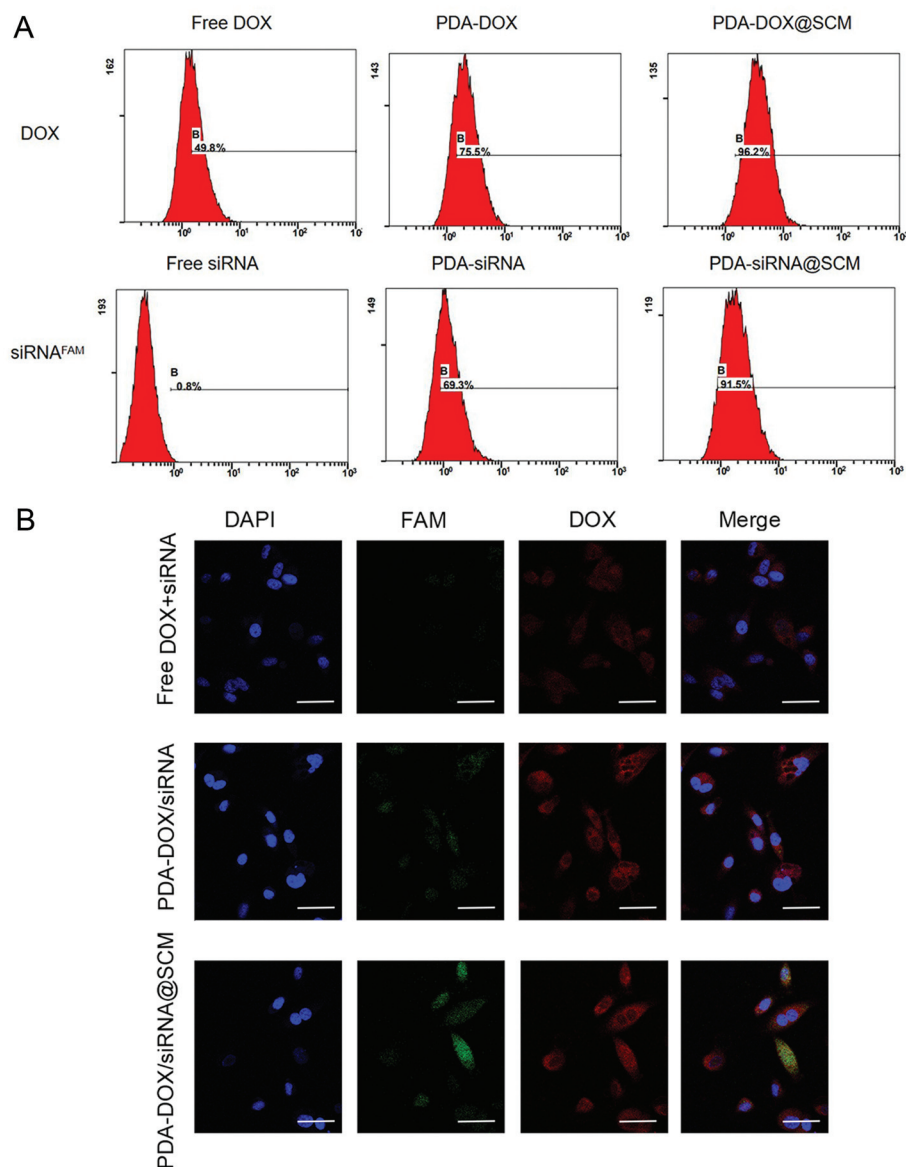 A
Free DOX
PDA-DOX
PDA-DOX@SCM
DOX
162
B
49.8%
10⁰
10¹
10
143
B
75.5%
10⁰
10¹
10²
10³
135
B
96.2%
10⁰
10¹
10²
10³
Free siRNA
PDA-siRNA
PDA-siRNA@SCM
siRNAᶠᴬᴹ
193
B
0.8%
10⁰
10¹
10²
10³
149
B
69.3%
10⁰
10¹
10²
10³
119
B
91.5%
10⁰
10¹
10²
10³
B
DAPI
FAM
DOX
Merge
Free DOX+siRNA
PDA-DOX/siRNA
PDA-DOX/siRNA@SCM